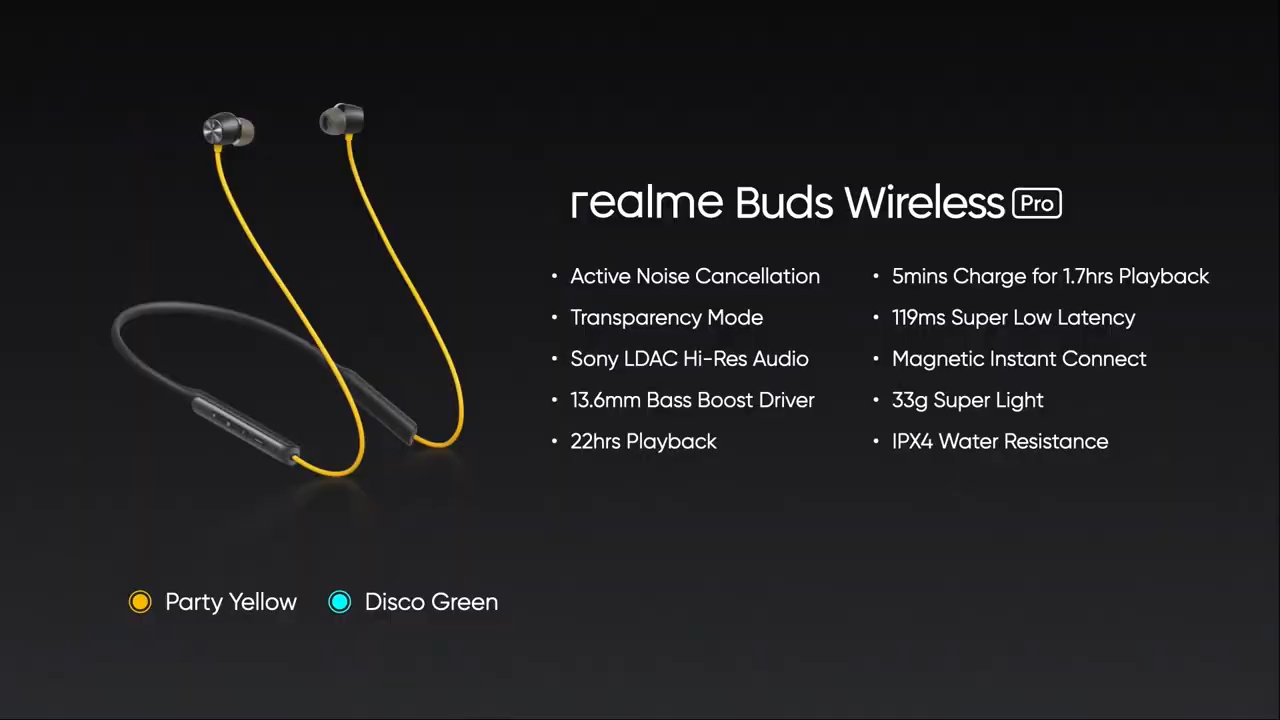 realme Buds Wireless Pro
• Active Noise Cancellation
• Transparency Mode
• Sony LDAC Hi-Res Audio
• 13.6mm Bass Boost Driver
• 22hrs Playback
• 5mins Charge for 1.7hrs Playback
• 119ms Super Low Latency
• Magnetic Instant Connect
• 33g Super Light
• IPX4 Water Resistance
Party Yellow
Disco Green